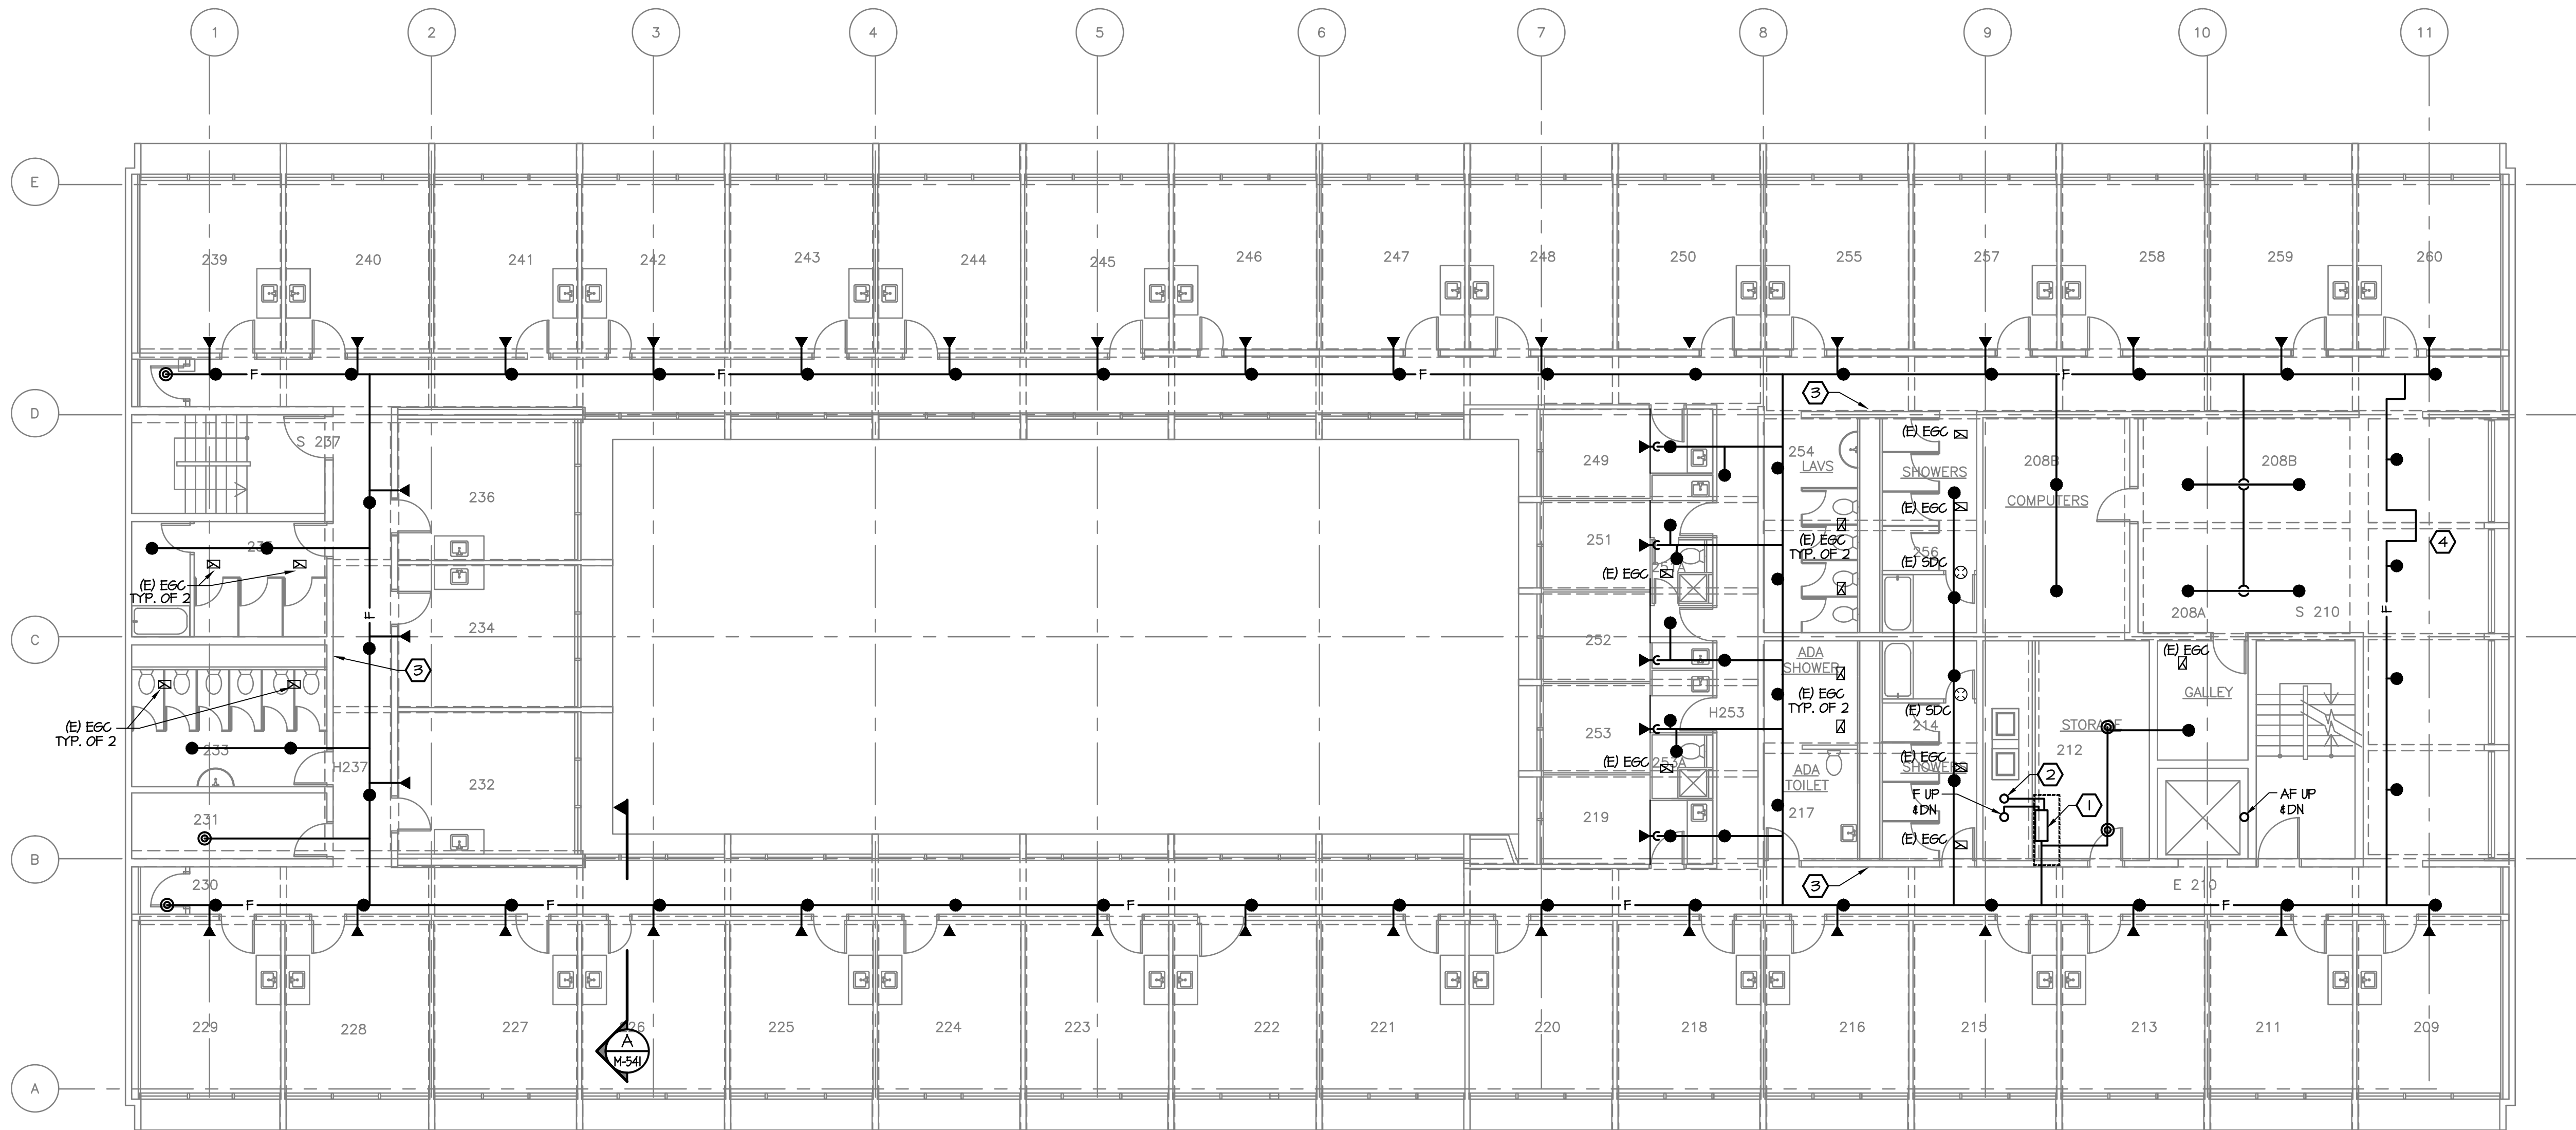 1 2 3 4 5 6 7 8 9 10 11
E
239 240 241 242 243 244 245 246 247 248 250 255 257 258 259 260
F F F F
D
3
S 237
236
249
254
LAVS
(E) EGC
SHOWERS
208B
208B
COMPUTERS
(E) EGC
251
(E) EGC
TYP. OF 2
256
(E) SDC
4
(E) EGC
TYP. OF 2
(E) EGC
251A
F
F
208A
S 210
C
234
252
3
ADA
SHOWER
(E) EGC
GALLEY
(E) EGC
TYP. OF 2
(E) SDC
(E) EGC
TYP. OF 2
H253
214
STORAGE
212
233
H237
253
(E) EGC
253A
(E) EGC
SHOWERS
ADA
TOILET
232
2
F UP
&DN
1
AF UP
&DN
231
219
217
(E) EGC
B
230
3
E 210
F F F F F
229 228 227 226 225 224 223 222 221 220 218 216 215 213 211 209
A
M-541
A